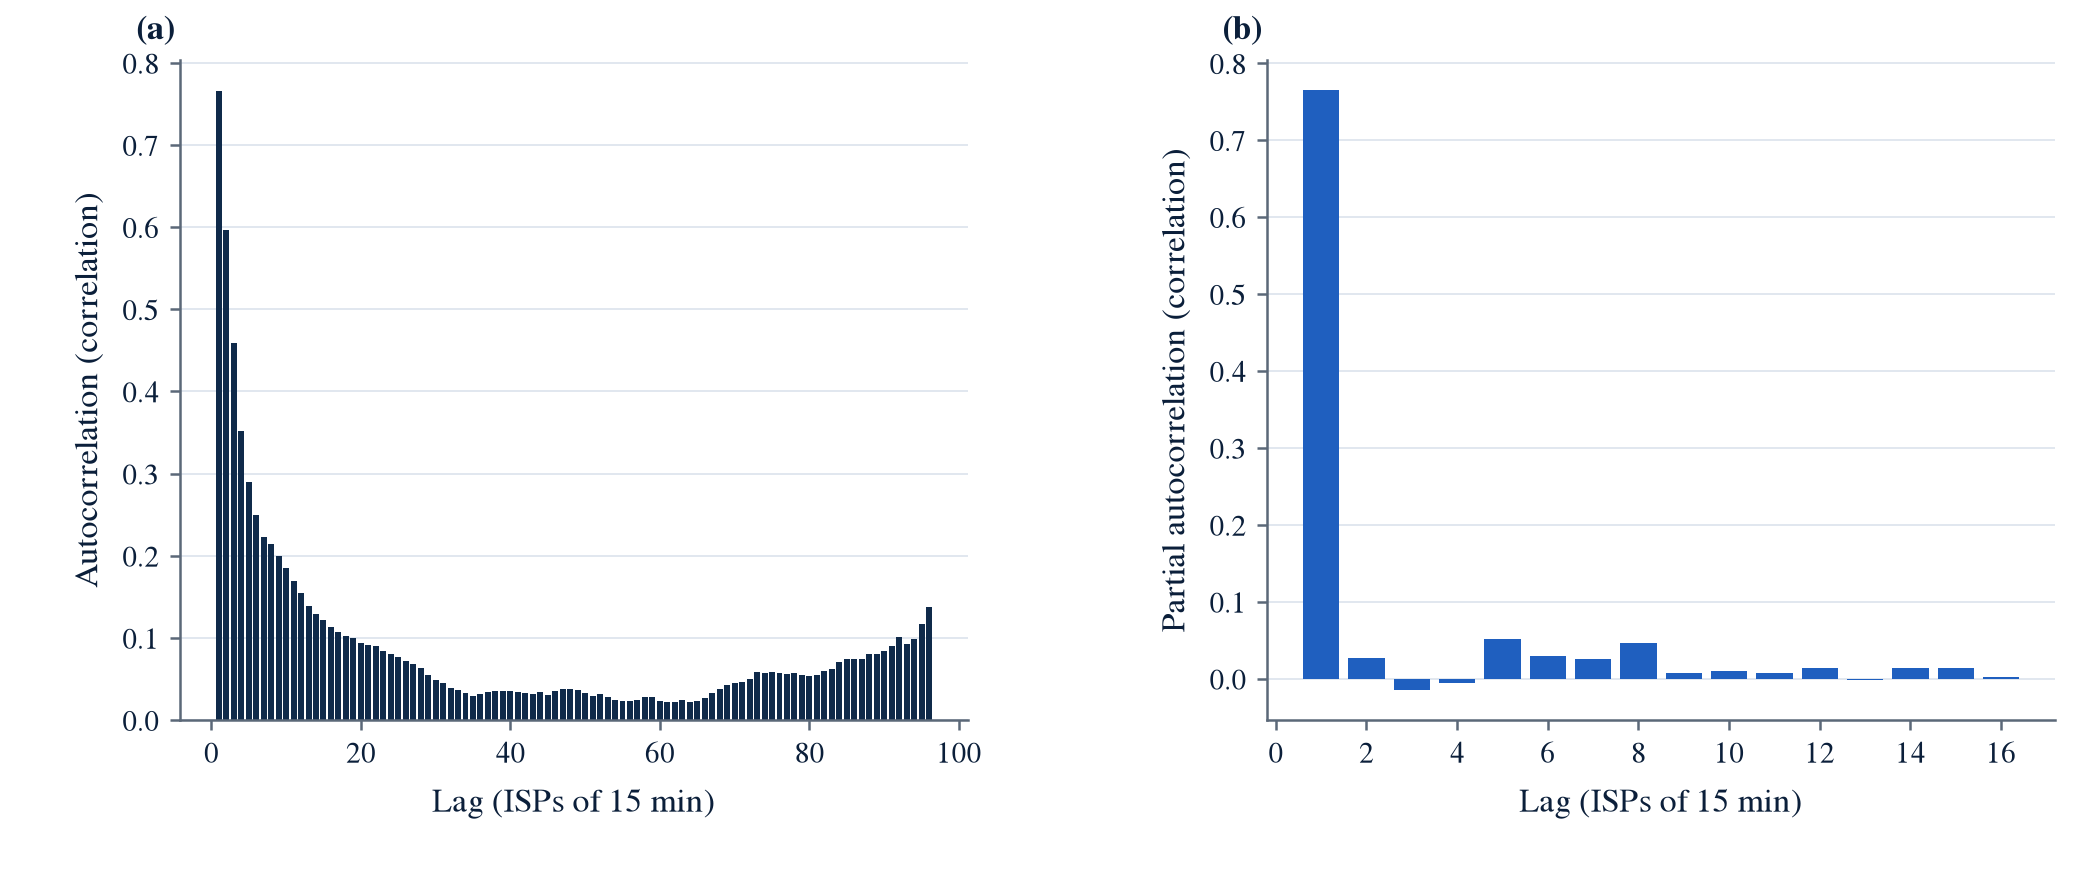 (a)
0.8
0.7
0.6
0.5
0.4
0.3
0.2
0.1
0.0
Autocorrelation (correlation)
0 20 40 60 80 100
Lag (ISPs of 15 min)
(b)
0.8
0.7
0.6
0.5
0.4
0.3
0.2
0.1
0.0
Partial autocorrelation (correlation)
0 2 4 6 8 10 12 14 16
Lag (ISPs of 15 min)